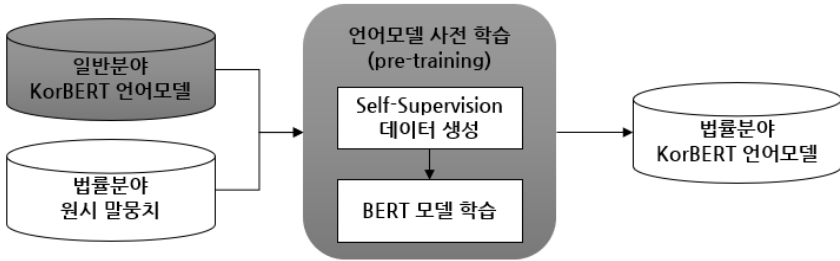 일반분야
KorBERT 언어모델
법률분야
원시 말뭉치
언어모델 사전 학습
(pre-training)
Self-Supervision
데이터 생성
BERT 모델 학습
법률분야
KorBERT 언어모델